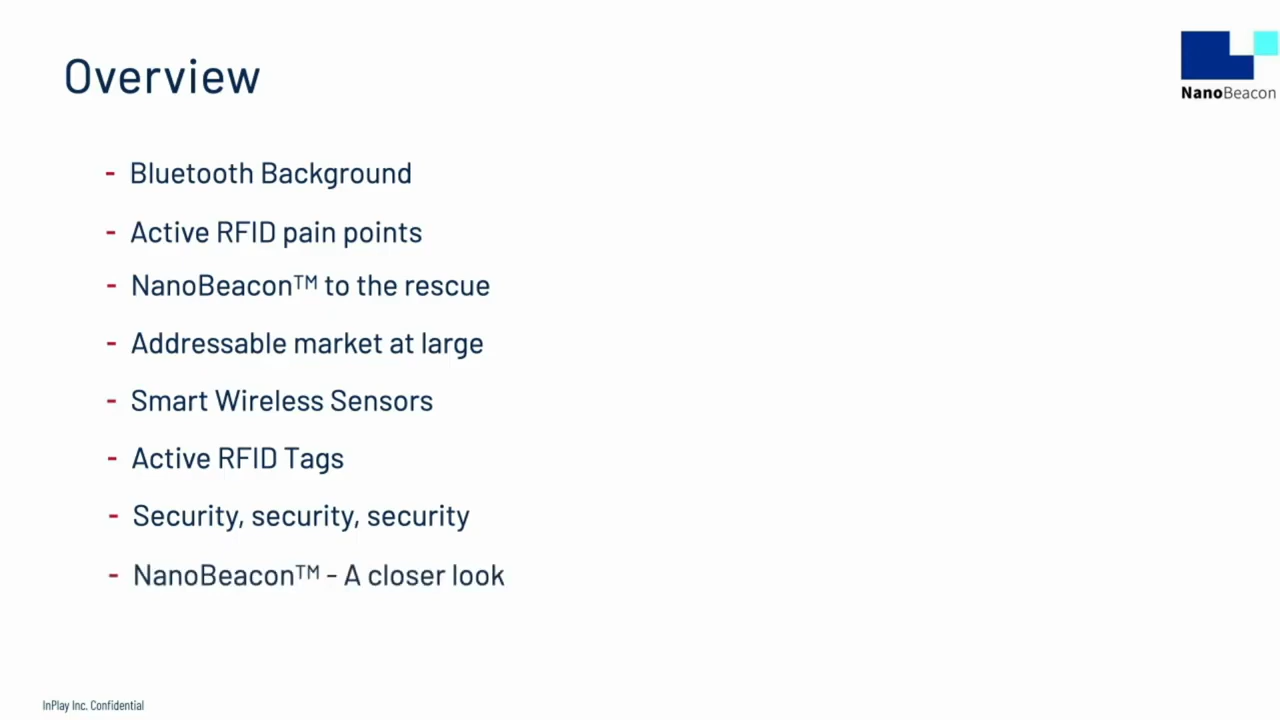 Overview
NanoBeacon
- Bluetooth Background
- Active RFID pain points
- NanoBeacon™ to the rescue
- Addressable market at large
- Smart Wireless Sensors
- Active RFID Tags
- Security, security, security
- NanoBeacon™ - A closer look
InPlay Inc. Confidential